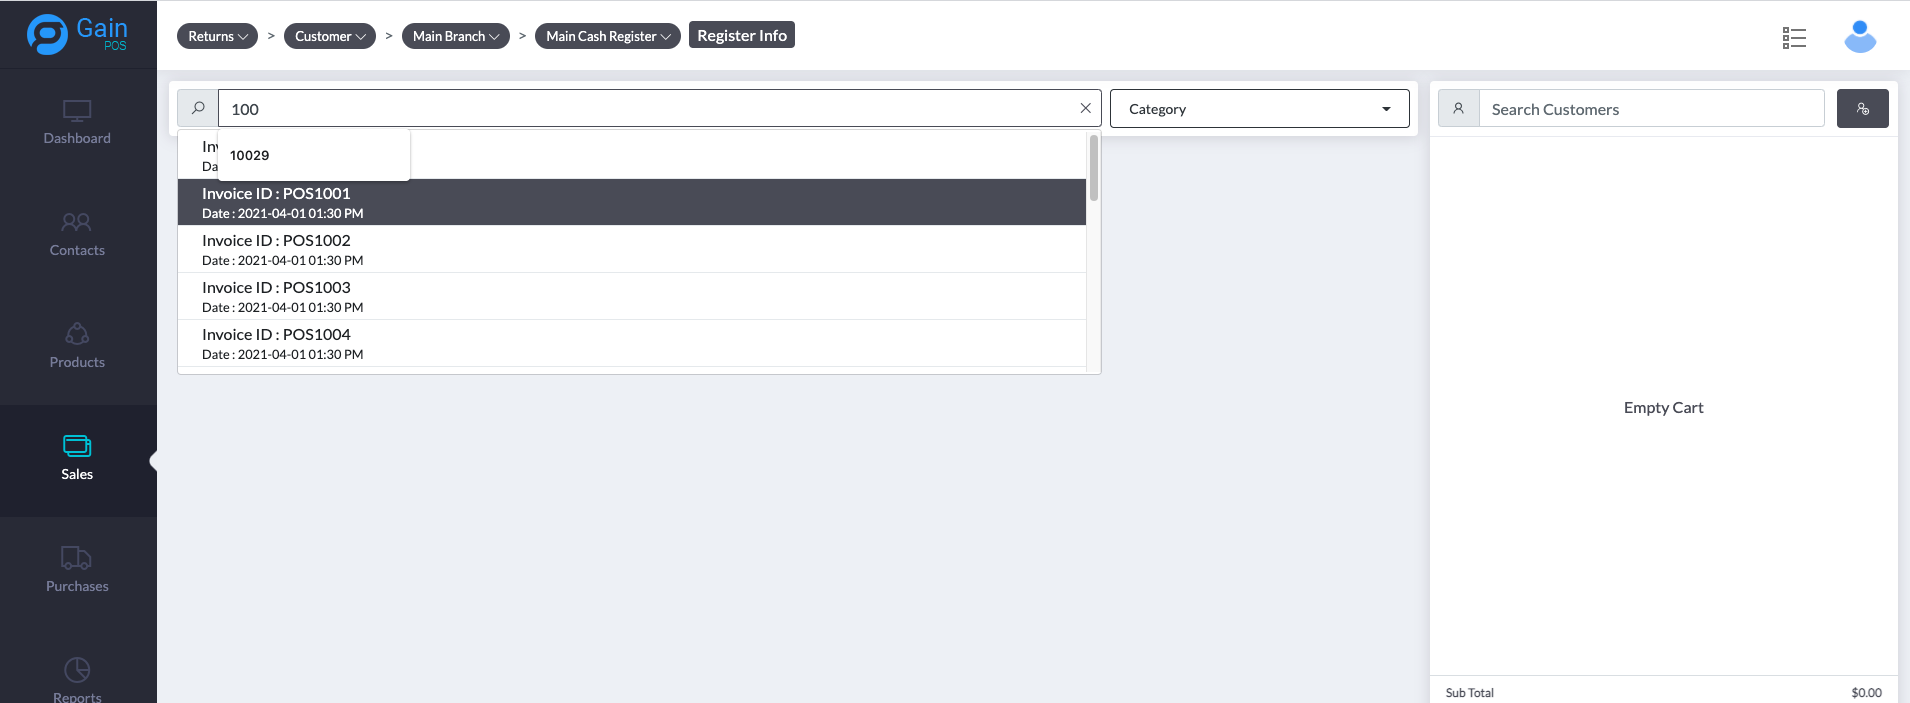 Gain
POS
Returns > Customer > Main Branch > Main Cash Register Register Info
Dashboard
Contacts
Products
Sales
Purchases
Reports
100
Category
10029
Invoice ID : POS1001
Date : 2021-04-01 01:30 PM
Invoice ID : POS1002
Date : 2021-04-01 01:30 PM
Invoice ID : POS1003
Date : 2021-04-01 01:30 PM
Invoice ID : POS1004
Date : 2021-04-01 01:30 PM
Search Customers
Empty Cart
Sub Total $0.00